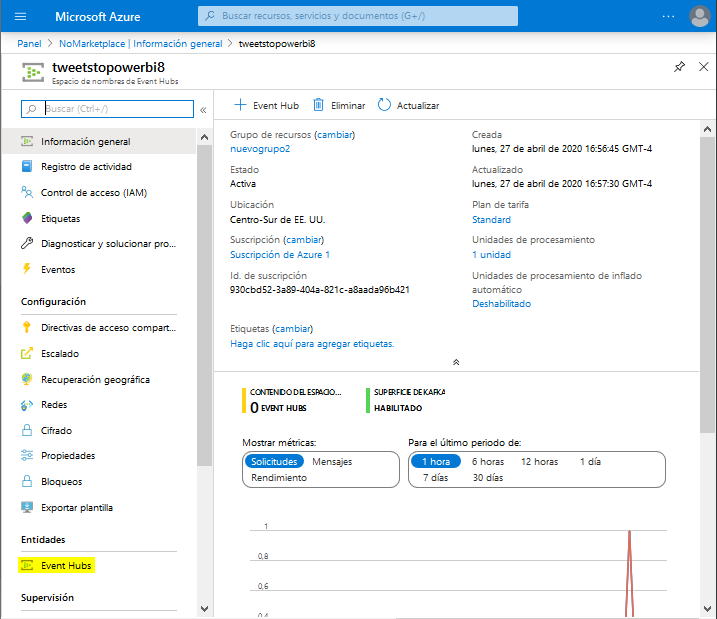 Microsoft Azure
Buscar recursos, servicios y documentos (G+/)
Panel > NoMarketplace | Información general > tweetstopowerbi8
tweetstopowerbi8
Espacio de nombres de Event Hubs
Buscar (Ctrl+/)
Información general
Registro de actividad
Control de acceso (IAM)
Etiquetas
Diagnosticar y solucionar pro...
Eventos
Configuración
Directivas de acceso compart...
Escalado
Recuperación geográfica
Redes
Cifrado
Propiedades
Bloqueos
Exportar plantilla
Entidades
Event Hubs
Supervisión
Event Hub Eliminar Actualizar
Grupo de recursos (cambiar)
nuevogrupo2
Estado
Activa
Ubicación
Centro-Sur de EE. UU.
Suscripción (cambiar)
Suscripción de Azure 1
Id. de suscripción
930cbd52-3a89-404a-821c-a8aada96b421
Etiquetas (cambiar)
Haga clic aquí para agregar etiquetas.
Creada
lunes, 27 de abril de 2020 16:56:45 GMT-4
Actualizado
lunes, 27 de abril de 2020 16:57:30 GMT-4
Plan de tarifa
Standard
Unidades de procesamiento
1 unidad
Unidades de procesamiento de inflado
automático
Deshabilitado
CONTENIDO DEL ESPACIO...
0 EVENT HUBS
SUPERFICIE DE KAFKA
HABILITADO
Mostrar métricas:
Solicitudes Mensajes
Rendimiento
Para el último periodo de:
1 hora 6 horas 12 horas 1 día
7 días 30 días
1
0.8
0.6
0.4